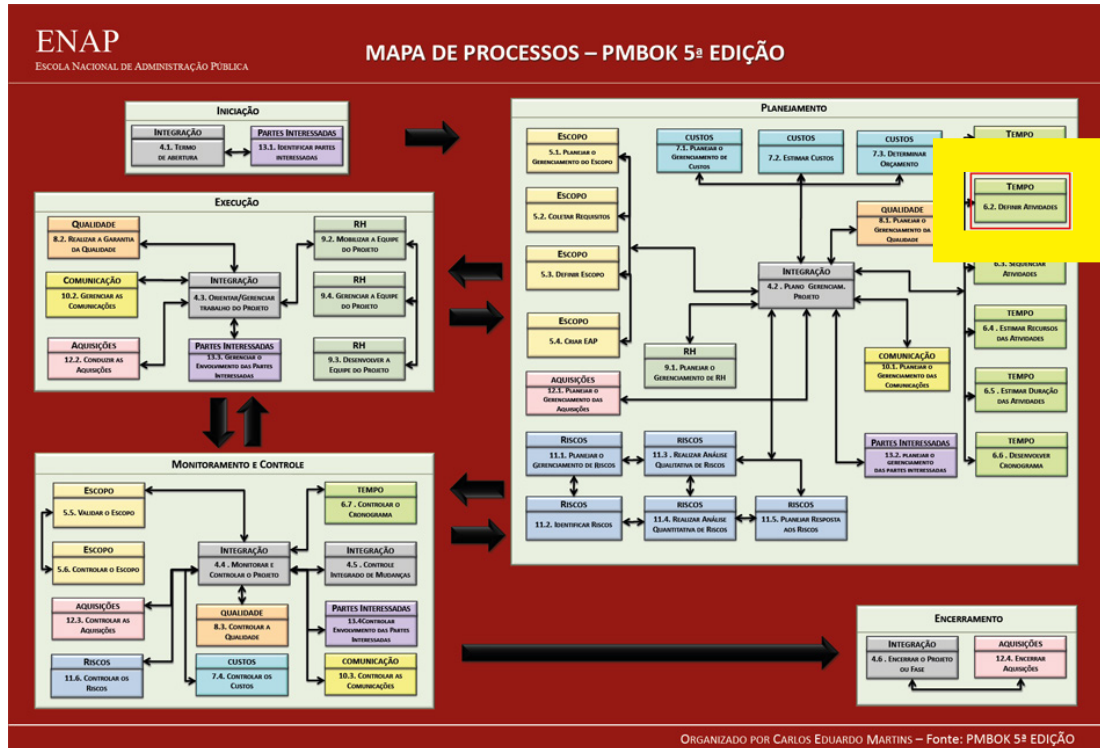 ENAP
ESCOLA NACIONAL DE ADMINISTRAÇÃO PÚBLICA
MAPA DE PROCESSOS – PMBOK 5ª EDIÇÃO
INICIAÇÃO
INTEGRAÇÃO
4.1. TERMO
DE ABERTURA
PARTES INTERESSADAS
13.1. IDENTIFICAR PARTES
INTERESSADAS
EXECUÇÃO
QUALIDADE
8.2. REALIZAR A GARANTIA
DA QUALIDADE
COMUNICAÇÃO
10.2. GERENCIAR AS
COMUNICAÇÕES
AQUISIÇÕES
12.2. CONDUZIR AS
AQUISIÇÕES
INTEGRAÇÃO
4.3. ORIENTAR/GERENCIAR
TRABALHO DO PROJETO
PARTES INTERESSADAS
13.3. GERENCIAR O
ENVOLVIMENTO DAS PARTES
INTERESSADAS
RH
9.2. MOBILIZAR A EQUIPE
DO PROJETO
RH
9.4. GERENCIAR A EQUIPE
DO PROJETO
RH
9.3. DESENVOLVER A
EQUIPE DO PROJETO
PLANEJAMENTO
ESCOPO
5.1. PLANEJAR O
GERENCIAMENTO DO ESCOPO
ESCOPO
5.2. COLETAR REQUISITOS
ESCOPO
5.3. DEFINIR ESCOPO
ESCOPO
5.4. CRIAR EAP
CUSTOS
7.1. PLANEJAR O
GERENCIAMENTO DE
CUSTOS
CUSTOS
7.2. ESTIMAR CUSTOS
CUSTOS
7.3. DETERMINAR
ORÇAMENTO
QUALIDADE
8.1. PLANEJAR O
GERENCIAMENTO DA
QUALIDADE
INTEGRAÇÃO
4.2 . PLANO GERENCIAM.
PROJETO
RH
9.1. PLANEJAR O
GERENCIAMENTO DE RH
AQUISIÇÕES
12.1. PLANEJAR O
GERENCIAMENTO DAS
AQUISIÇÕES
COMUNICAÇÃO
10.1. PLANEJAR O
GERENCIAMENTO DAS
COMUNICAÇÕES
PARTES INTERESSADAS
13.2. PLANEJAR O
GERENCIAMENTO
DAS PARTES INTERESSADAS
TEMPO
TEMPO
6.2. DEFINIR ATIVIDADES
6.3. SEQUENCIAR
ATIVIDADES
TEMPO
6.4 . ESTIMAR RECURSOS
DAS ATIVIDADES
TEMPO
6.5 . ESTIMAR DURAÇÃO
DAS ATIVIDADES
TEMPO
6.6 . DESENVOLVER
CRONOGRAMA
RISCOS
11.1. PLANEJAR O
GERENCIAMENTO DE RISCOS
RISCOS
11.3 . REALIZAR ANÁLISE
QUALITATIVA DE RISCOS
RISCOS
11.2. IDENTIFICAR RISCOS
RISCOS
11.4. REALIZAR ANÁLISE
QUANTITATIVA DE RISCOS
RISCOS
11.5. PLANEJAR RESPOSTA
AOS RISCOS
MONITORAMENTO E CONTROLE
ESCOPO
5.5. VALIDAR O ESCOPO
ESCOPO
5.6. CONTROLAR O ESCOPO
AQUISIÇÕES
12.3. CONTROLAR AS
AQUISIÇÕES
RISCOS
11.6. CONTROLAR OS
RISCOS
INTEGRAÇÃO
4.4 . MONITORAR E
CONTROLAR O PROJETO
QUALIDADE
8.3. CONTROLAR A
QUALIDADE
CUSTOS
7.4. CONTROLAR OS
CUSTOS
TEMPO
6.7 . CONTROLAR O
CRONOGRAMA
INTEGRAÇÃO
4.5 . CONTROLE
INTEGRADO DE MUDANÇAS
PARTES INTERESSADAS
13.4CONTROLAR
ENVOLVIMENTO DAS PARTES
INTERESSADAS
COMUNICAÇÃO
10.3. CONTROLAR AS
COMUNICAÇÕES
ENCERRAMENTO
INTEGRAÇÃO
4.6 . ENCERRAR O PROJETO
OU FASE
AQUISIÇÕES
12.4. ENCERRAR
AQUISIÇÕES
ORGANIZADO POR CARLOS EDUARDO MARTINS – Fonte: PMBOK 5ª EDIÇÃO